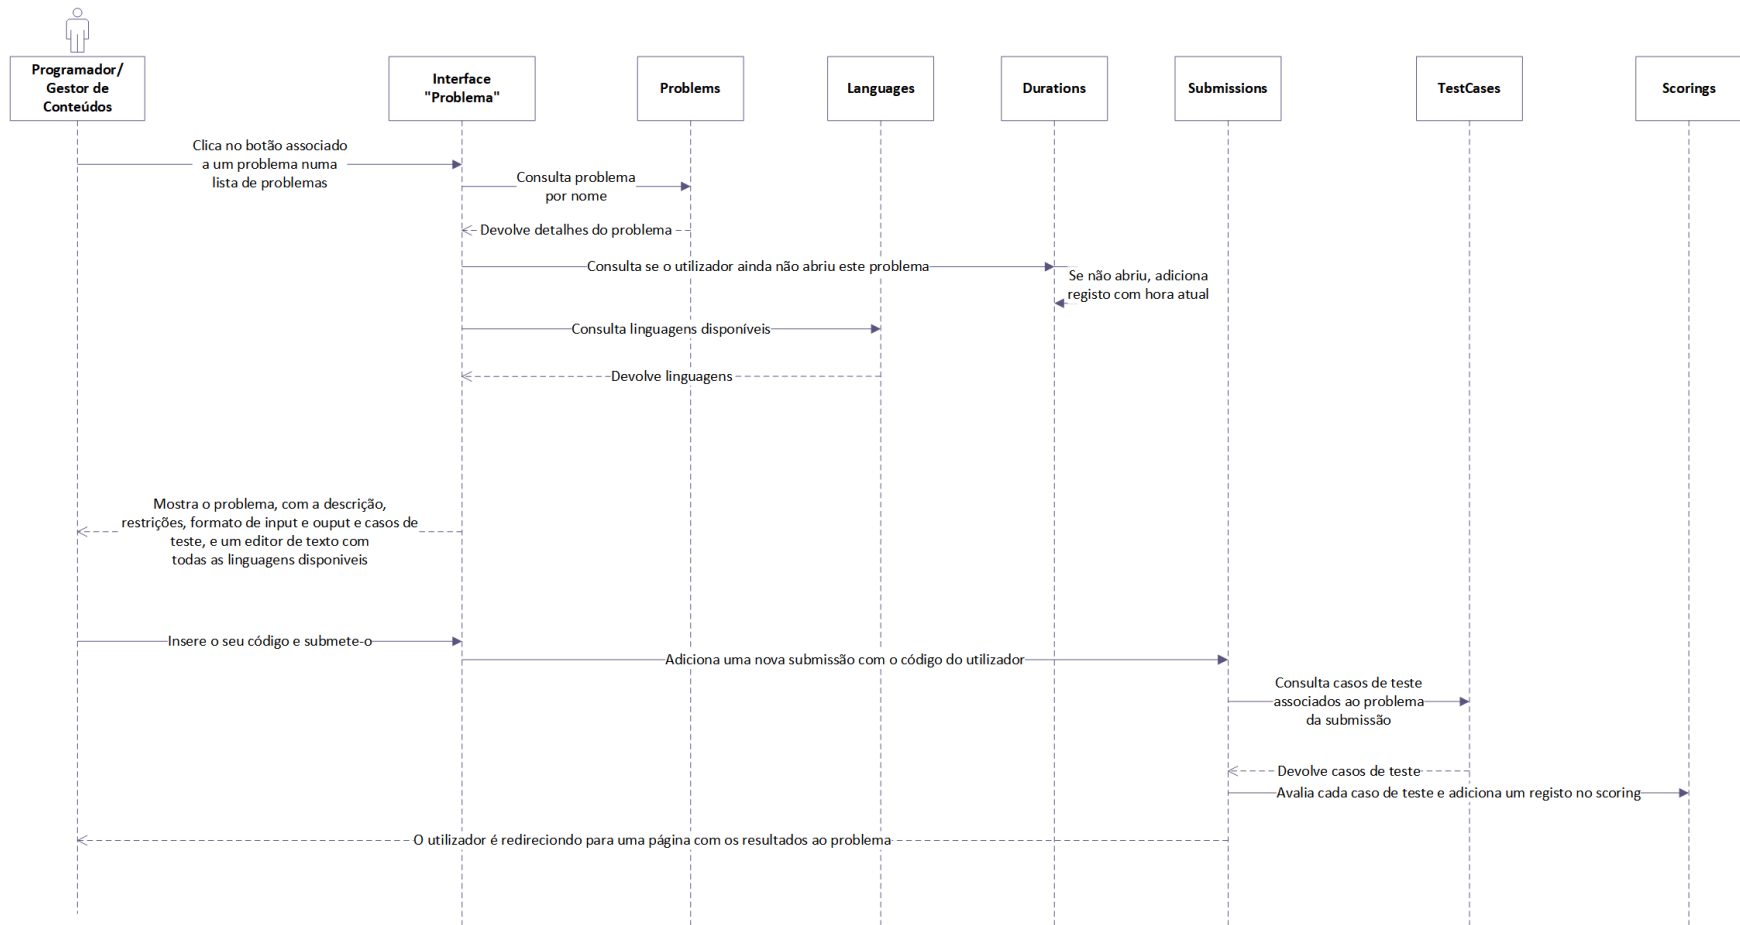 Programador/
Gestor de
Conteúdos
Interface
"Problema"
Problems
Languages
Durations
Submissions
TestCases
Scorings
Clica no botão associado
a um problema numa
lista de problemas
Consulta problema
por nome
Devolve detalhes do problema
Consulta se o utilizador ainda não abriu este problema
Se não abriu, adiciona
registo com hora atual
Consulta linguagens disponíveis
Devolve linguagens
Mostra o problema, com a descrição,
restrições, formato de input e ouput e casos de
teste, e um editor de texto com
todas as linguagens disponiveis
Insere o seu código e submete-o
Adiciona uma nova submissão com o código do utilizador
Consulta casos de teste
associados ao problema
da submissão
Devolve casos de teste
Avalia cada caso de teste e adiciona um registo no scoring
O utilizador é redireciondo para uma página com os resultados ao problema